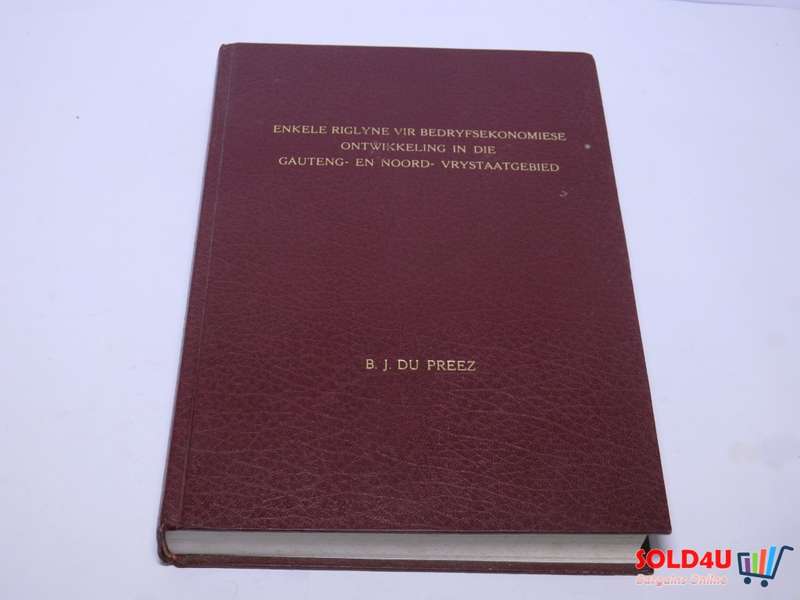 ENKELE RIGLYNE VIR BEDRYFSEKONOMIESE
ONTWIKKELING IN DIE
GAUTENG- EN NOORD- VRYSTAATGEBIED
B. J. DU PREEZ
SOLD4U
Bargains Online